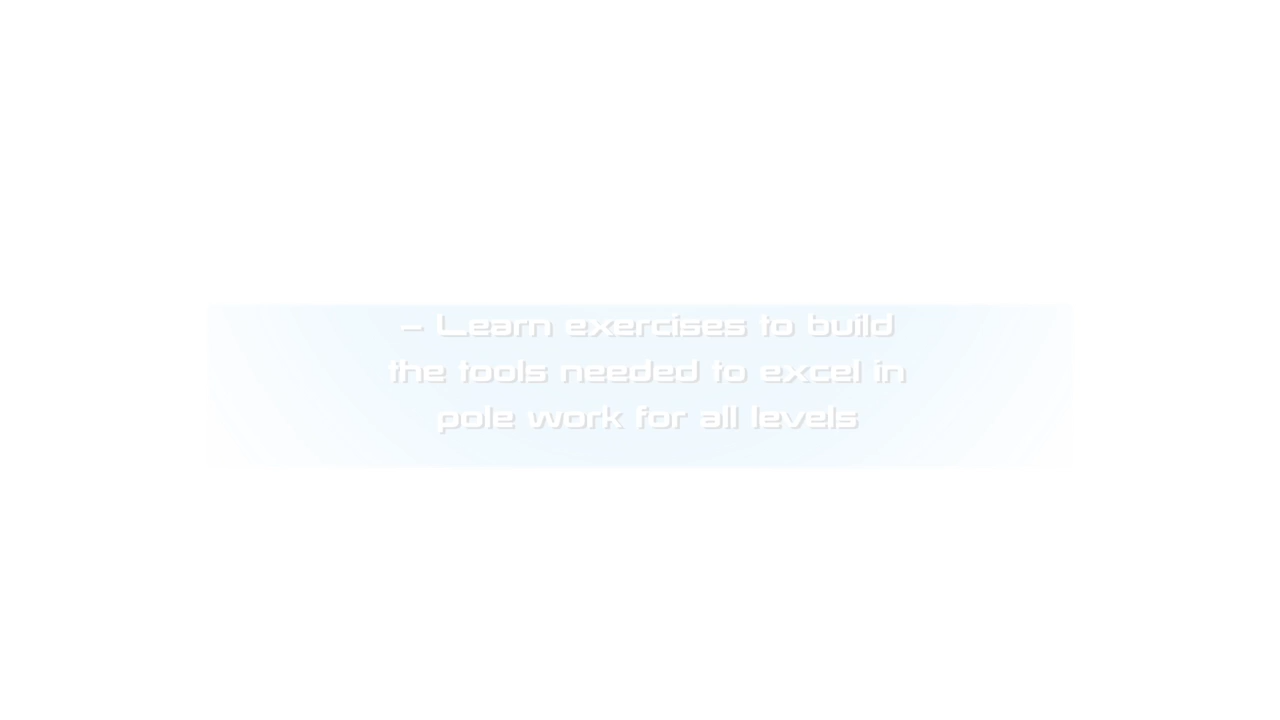 - Learn exercises to build
the tools needed to excel in
pole work for all levels